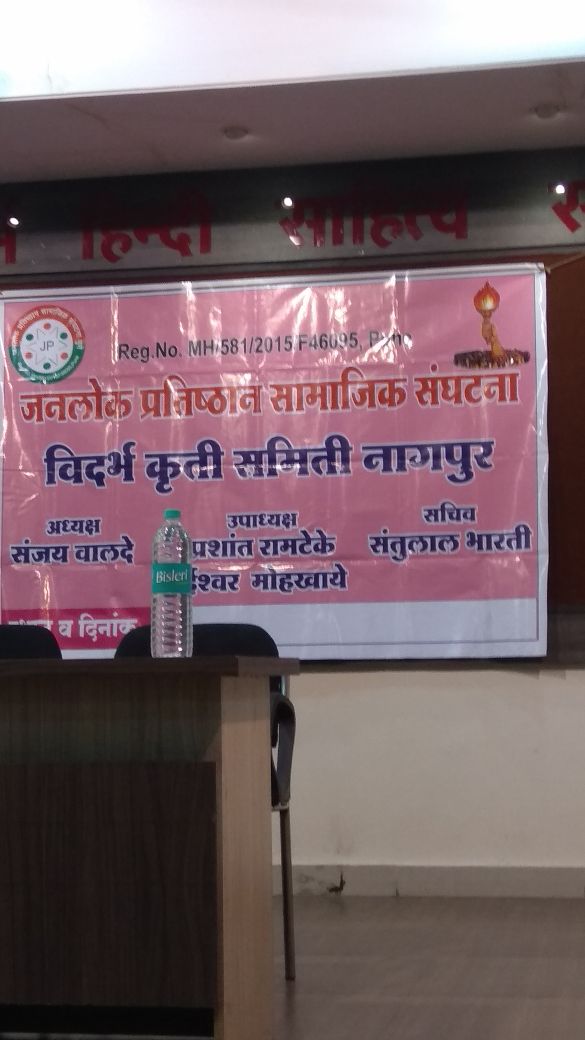 हिन्दी साहित्य
Reg.No. MH/581/2015/F46095, Pune
JP
जनलोक प्रतिष्ठान सामाजिक संघटना
विदर्भ कृती समिती नागपुर
अध्यक्ष उपाध्यक्ष सचिव
संजय वालदे प्रशांत रामटेके संतुलाल भारती
मोहखाये
Bisleri
व दिनांक